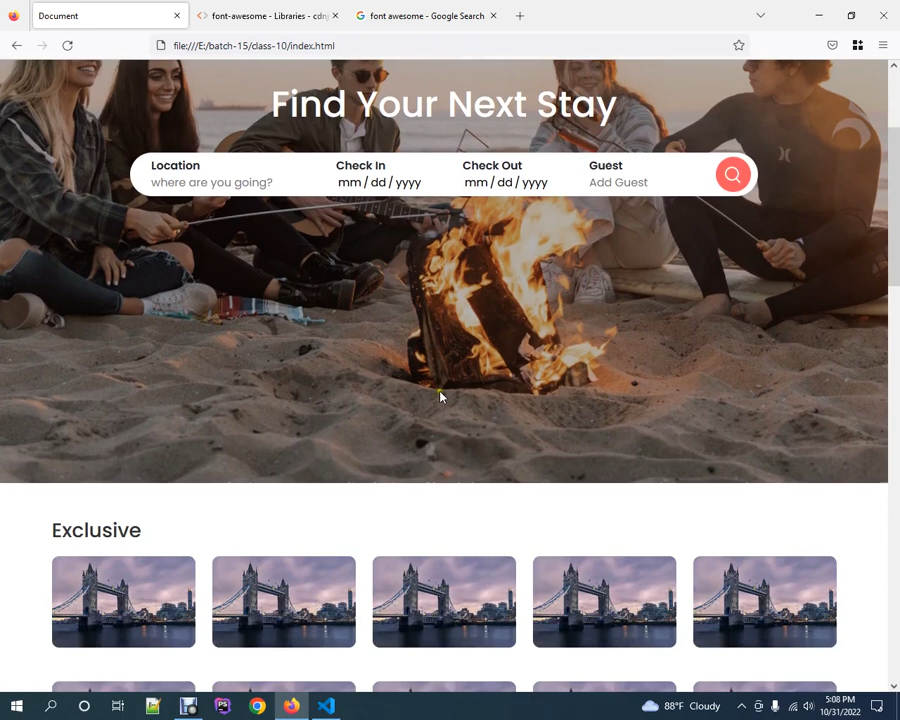 Document
font-awesome - Libraries - cdnj
font awesome - Google Search
file:///E:/batch-15/class-10/index.html
Find Your Next Stay
Location
Check In
Check Out
Guest
where are you going?
mm / dd / yyyy
mm / dd / yyyy
Add Guest
Exclusive
88°F Cloudy
5:08 PM
10/31/2022